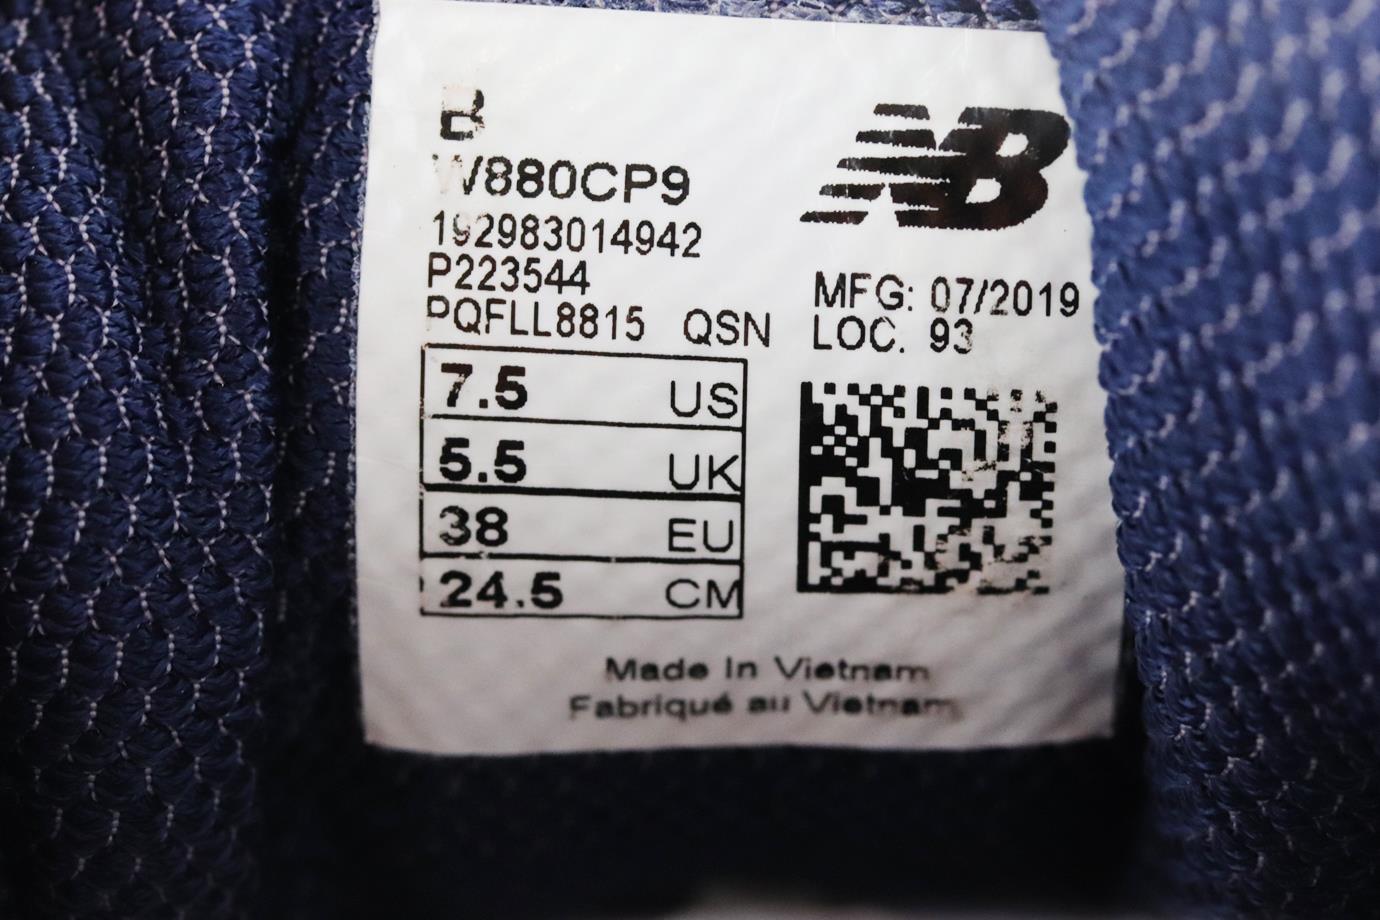 B
W880CP9
192983014942
P223544
PQFLL8815 QSN
7.5 US
5.5 UK
38 EU
24.5 CM
NB
MFG: 07/2019
LOC. 93
Made In Vietnam
Fabriqué au Vietnam